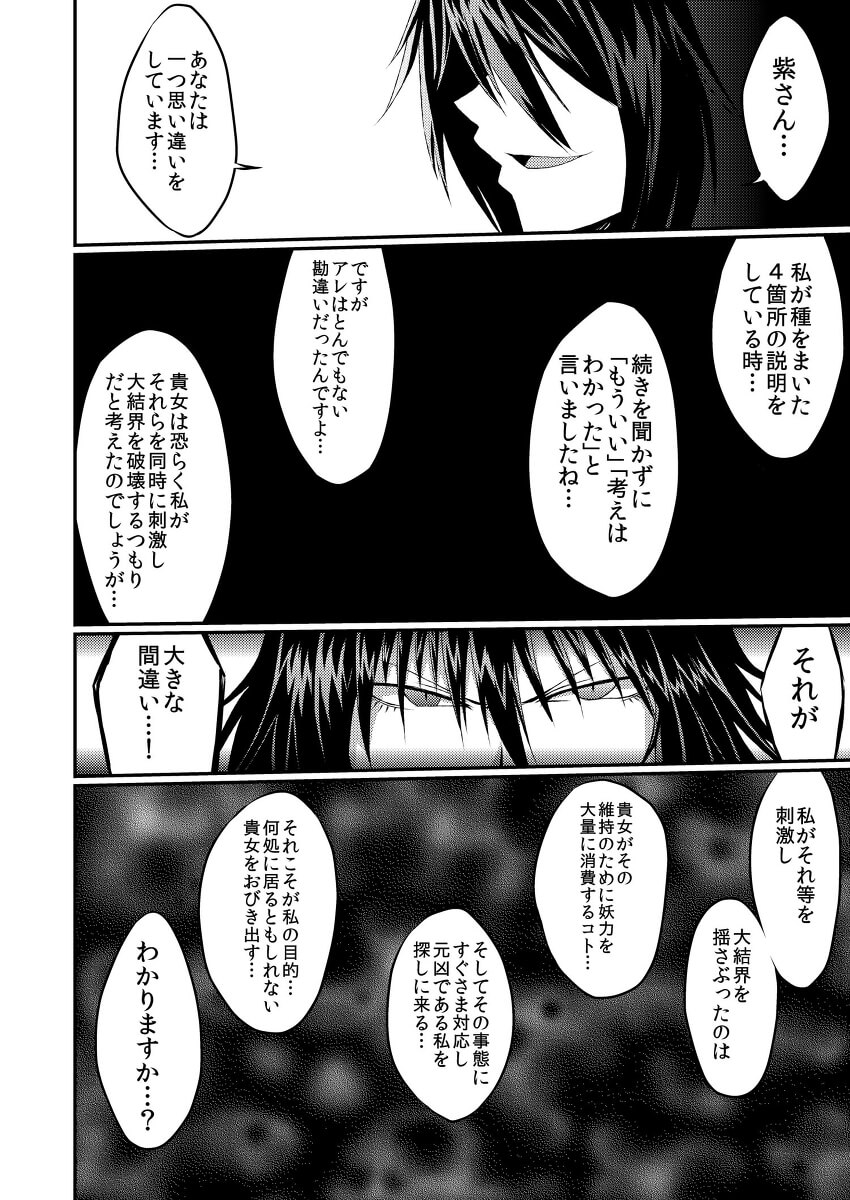 紫さん…
あなたは
一つ思い違いを
しています…
私が種をまいた
４箇所の説明を
している時…
続きを聞かずに
「もういい」「考えは
わかった」と
言いましたね…
ですが
アレはとんでもない
勘違いだったんですよ…
貴女は恐らく私が
それらを同時に刺激し
大結界を破壊するつもり
だと考えたのでしょうが…
それが
大きな
間違い……！
私がそれ等を
刺激し
大結界を
揺さぶったのは
貴女がその
維持のために妖力を
大量に消費するコト…
そしてその事態に
すぐさま対応し
元凶である私を
探しに来る…
それこそが私の目的…
何処に居るともしれない
貴女をおびき出す…
わかりますか…？